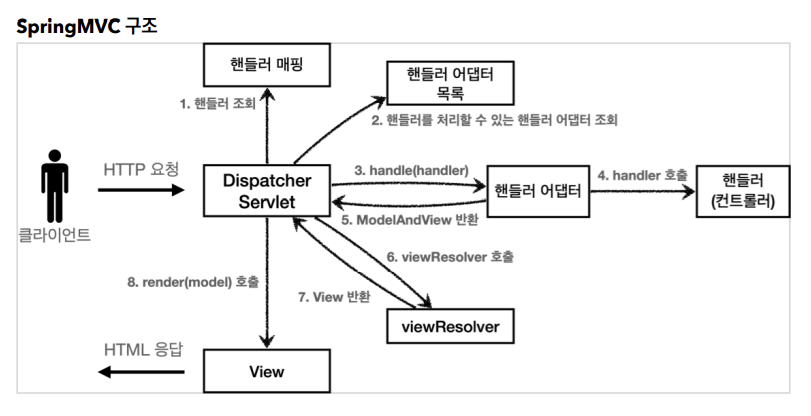 SpringMVC 구조
핸들러 매핑
핸들러 어댑터
목록
1. 핸들러 조회
2. 핸들러를 처리할 수 있는 핸들러 어댑터 조회
HTTP 요청
Dispatcher
Servlet
3. handle(handler)
핸들러 어댑터
4. handler 호출
핸들러
(컨트롤러)
클라이언트
5. ModelAndView 반환
6. viewResolver 호출
8. render(model) 호출
7. View 반환
viewResolver
HTML 응답
View